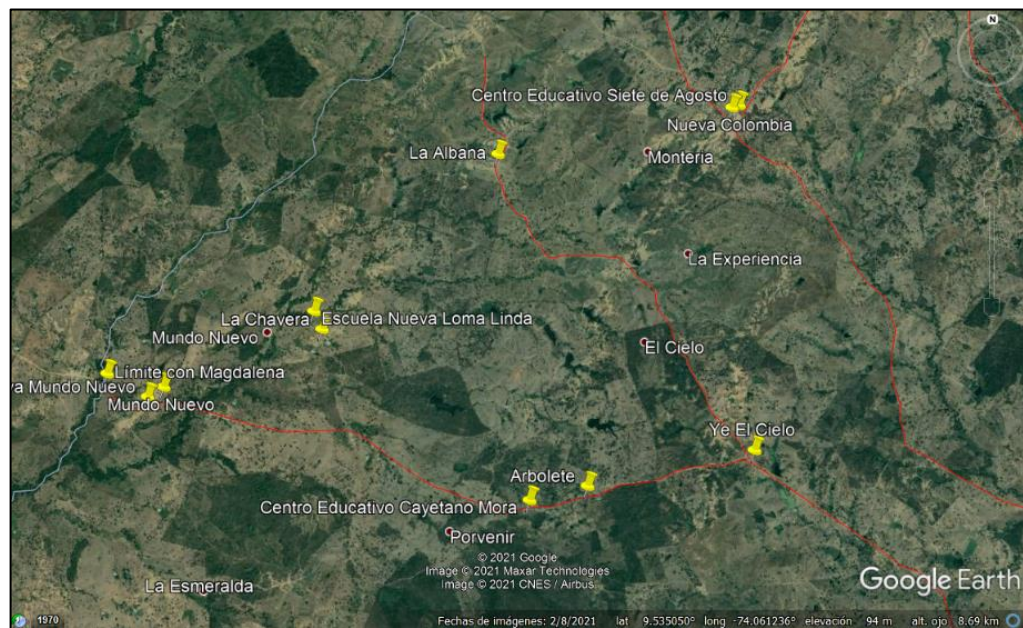 N
Centro Educativo Siete de Agosto
Nueva Colombia
La Albana
Monteria
La Experiencia
La Chavera
Escuela Nueva Loma Linda
Mundo Nuevo
El Cielo
Límite con Magdalena
va Mundo Nuevo
Mundo Nuevo
Ye El Cielo
Arbolete
Centro Educativo Cayetano Mora
Porvenir
© 2021 Google
Image © 2021 Maxar Technologies
Image © 2021 CNES / Airbus
La Esmeralda
Google Earth
1970
Fechas de imágenes: 2/8/2021 lat 9.535050° long -74.061236° elevación 94 m alt. ojo 8.69 km